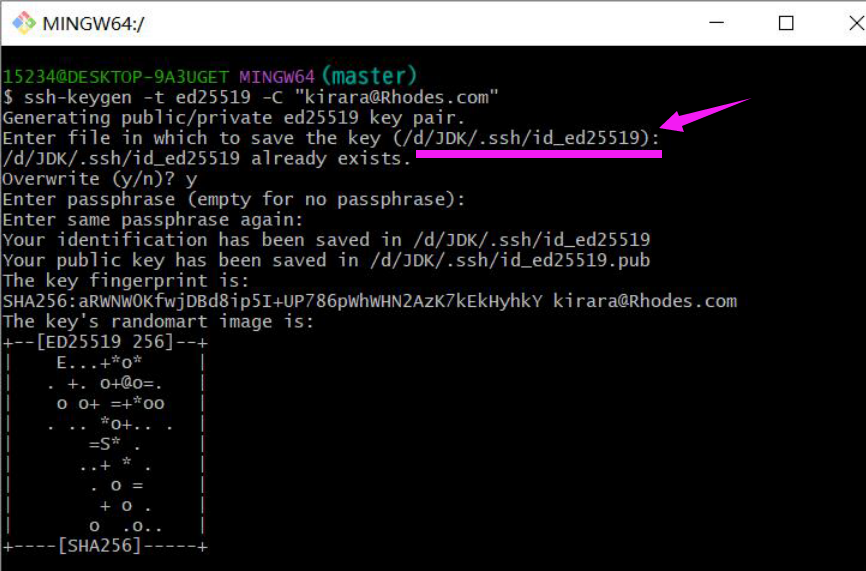 MINGW64:/
15234@DESKTOP-9A3UGET MINGW64 (master)
$ ssh-keygen -t ed25519 -C "kirara@Rhodes.com"
Generating public/private ed25519 key pair.
Enter file in which to save the key (/d/JDK/.ssh/id_ed25519):
/d/JDK/.ssh/id_ed25519 already exists.
Overwrite (y/n)? y
Enter passphrase (empty for no passphrase):
Enter same passphrase again:
Your identification has been saved in /d/JDK/.ssh/id_ed25519
Your public key has been saved in /d/JDK/.ssh/id_ed25519.pub
The key fingerprint is:
SHA256:aRWNWOKfwjDBd8ip5I+UP786pWhWHN2AzK7kEkHyhkY kirara@Rhodes.com
The key's randomart image is:
+--[ED25519 256]--+
|    E...+*o*     |
|   . +. o+@o=.   |
|    o o+ =+*oo   |
|   . .. *o+.. .  |
|       =S* .     |
|      ..+ * .    |
|       . o =     |
|        + o .    |
|       o  .o..   |
+----[SHA256]-----+